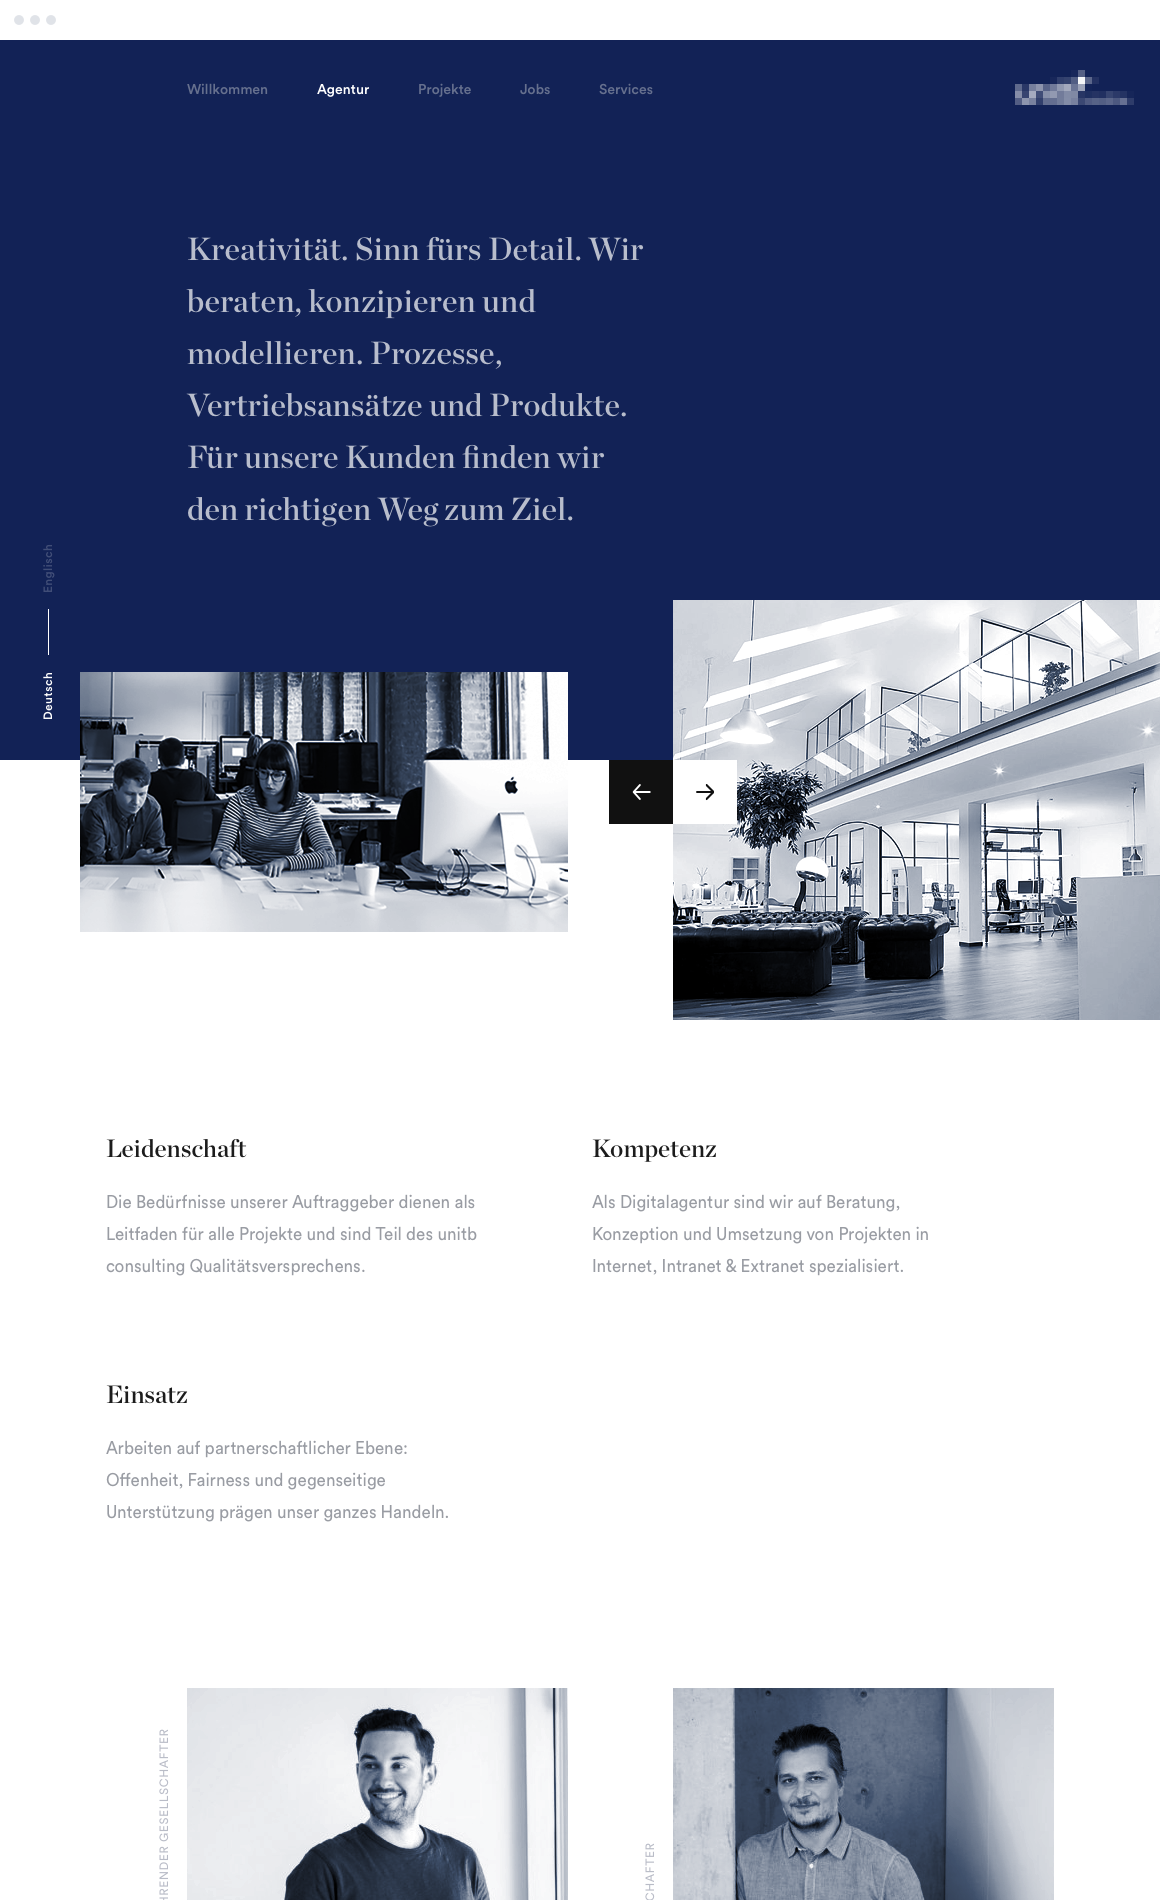 Willkommen Agentur Projekte Jobs Services
Kreativität. Sinn fürs Detail. Wir
beraten, konzipieren und
modellieren. Prozesse,
Vertriebsansätze und Produkte.
Für unsere Kunden finden wir
den richtigen Weg zum Ziel.
Englisch
Deutsch
Leidenschaft
Die Bedürfnisse unserer Auftraggeber dienen als
Leitfaden für alle Projekte und sind Teil des unitb
consulting Qualitätsversprechens.
Kompetenz
Als Digitalagentur sind wir auf Beratung,
Konzeption und Umsetzung von Projekten in
Internet, Intranet & Extranet spezialisiert.
Einsatz
Arbeiten auf partnerschaftlicher Ebene:
Offenheit, Fairness und gegenseitige
Unterstützung prägen unser ganzes Handeln.
HRENDER GESELLSCHAFTER
CHAFTER